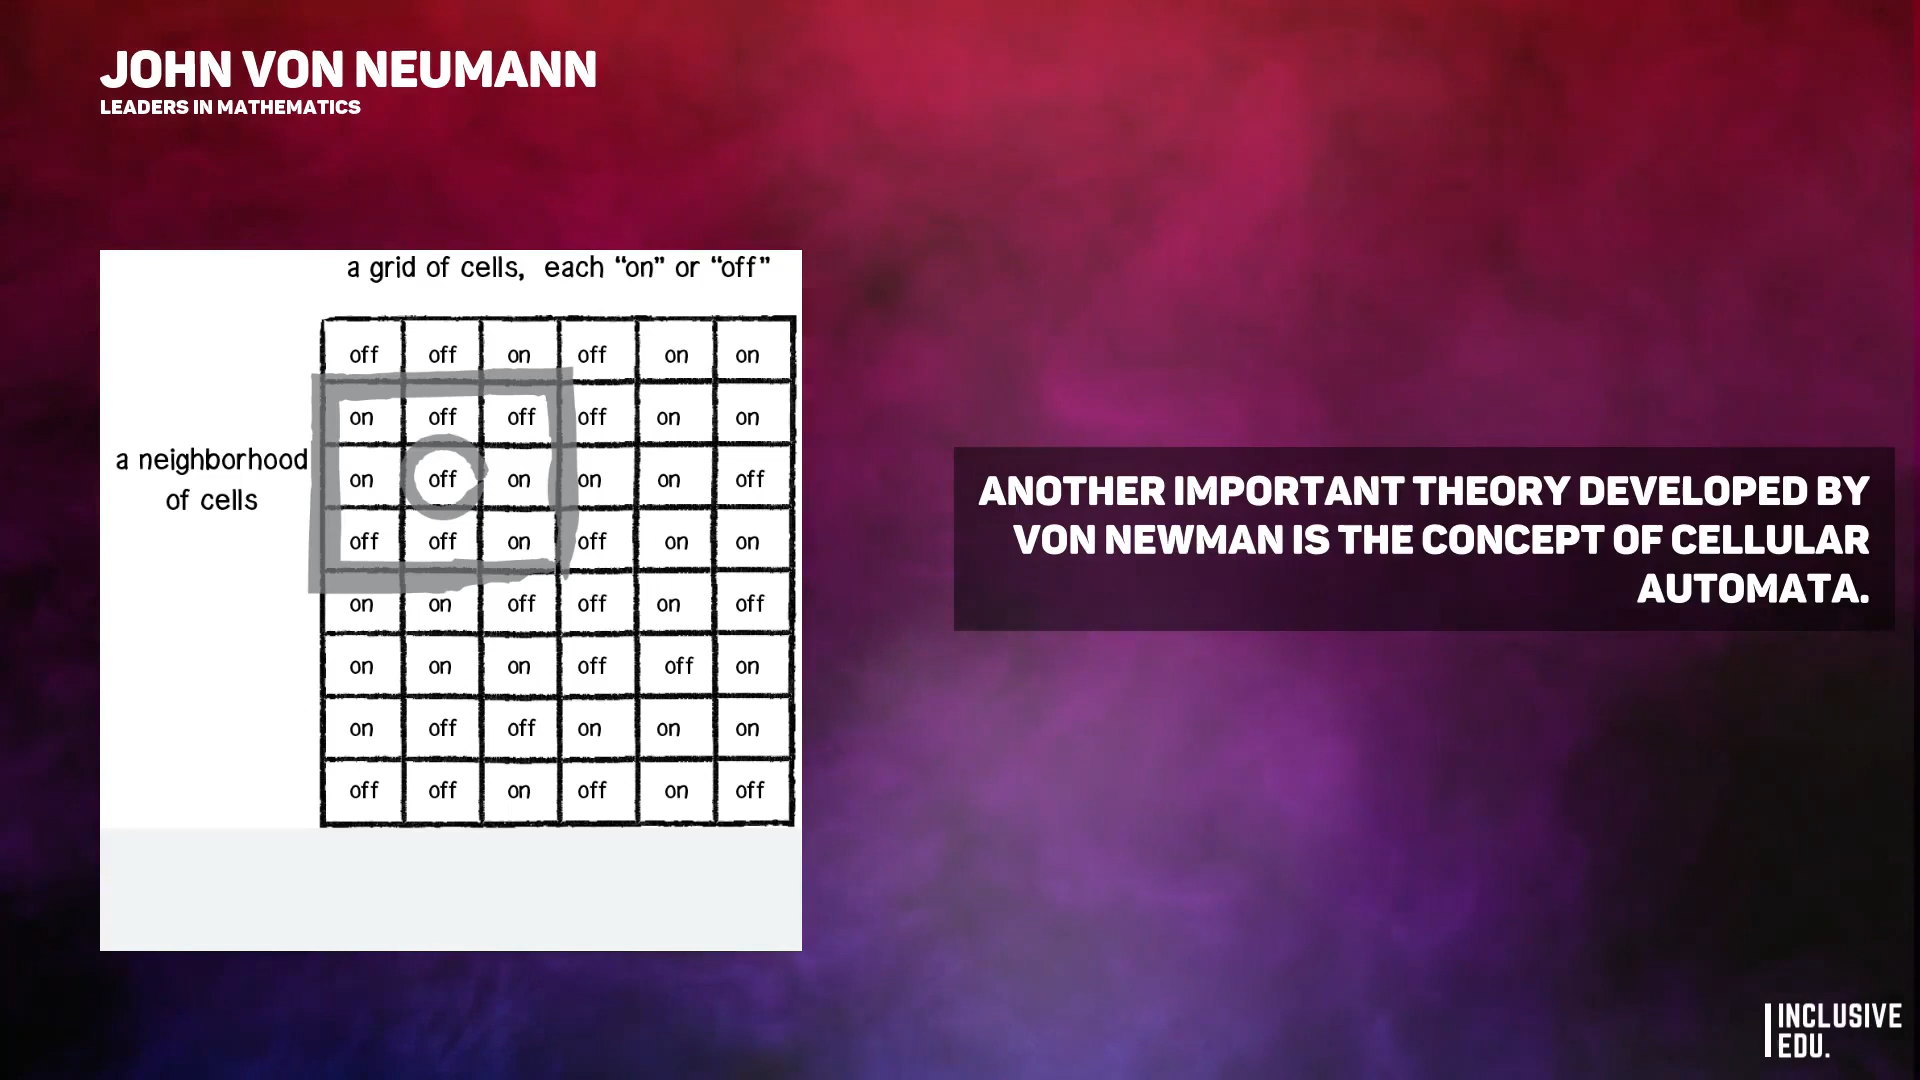 JOHN VON NEUMANN
LEADERS IN MATHEMATICS
a grid of cells, each “on” or “off”
off off on off on on
on off off off on on
a neighborhood
of cells
on off on on on off
off off on off on on
on on off off on off
on on on off off on
on off off on on on
off off on off on off
ANOTHER IMPORTANT THEORY DEVELOPED BY
VON NEWMAN IS THE CONCEPT OF CELLULAR
AUTOMATA.
INCLUSIVE
EDU.